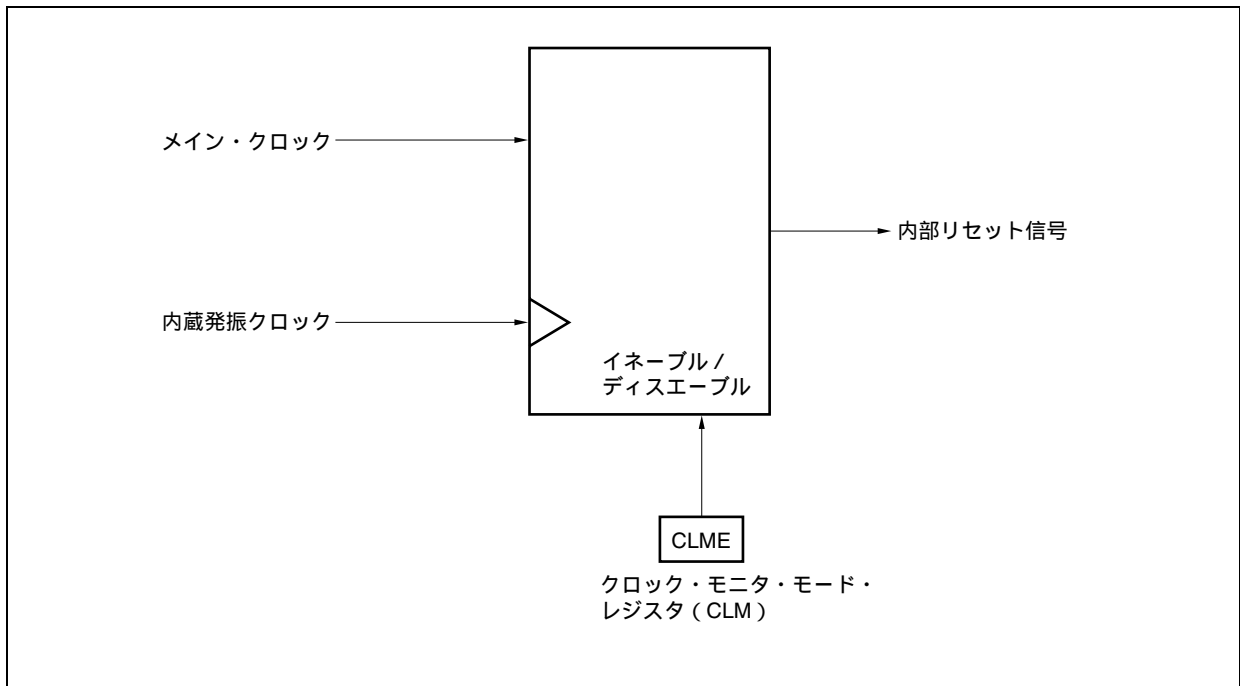 メイン・クロック
内部リセット信号
内蔵発振クロック
イネーブル /
ディスエーブル
CLME
クロック・モニタ・モード・
レジスタ（CLM）